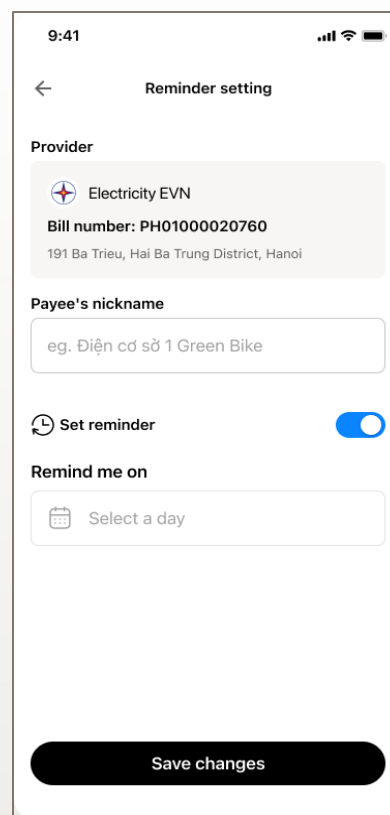 9:41
Reminder setting
Provider
Electricity EVN
Bill number: PH01000020760
191 Ba Trieu, Hai Ba Trung District, Hanoi
Payee's nickname
eg. Điện cơ sở 1 Green Bike
Set reminder
Remind me on
Select a day
Save changes